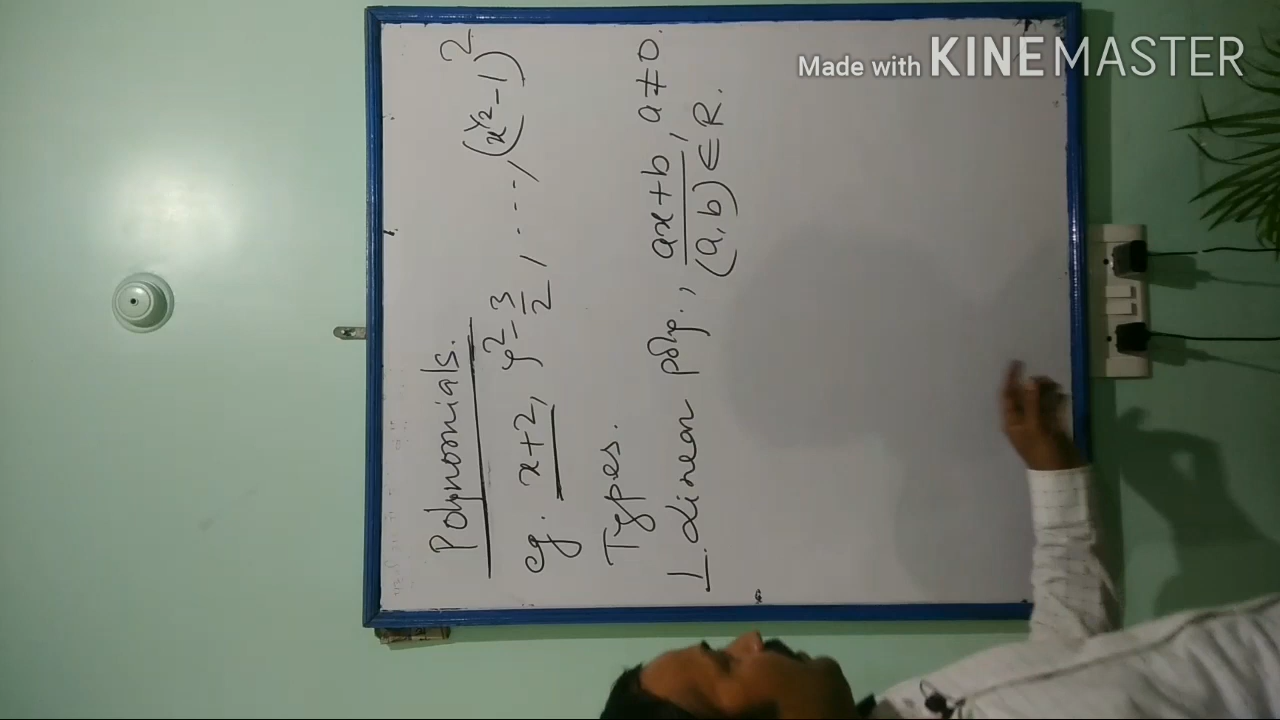 Polynomials.
eg. x+2, y²-3/2, ---, (x^1/2-1)²
Types.
1. Linear poly., ax+b, a≠0.
(a,b)∈R.
Made with KINEMASTER